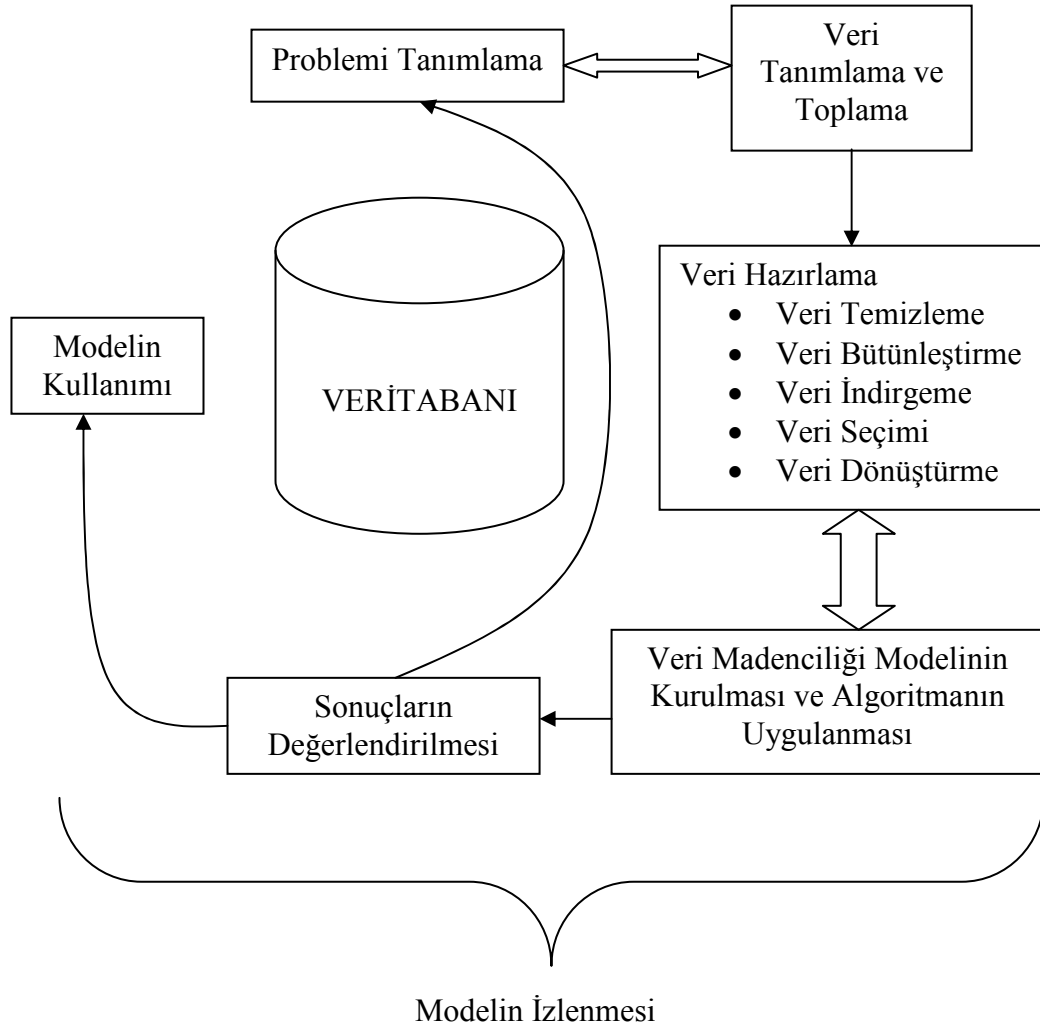 Problemi Tanımlama
Veri
Tanımlama ve
Toplama
Veri Hazırlama
• Veri Temizleme
• Veri Bütünleştirme
• Veri İndirgeme
• Veri Seçimi
• Veri Dönüştürme
Modelin
Kullanımı
VERİTABANI
Veri Madenciliği Modelinin
Kurulması ve Algoritmanın
Uygulanması
Sonuçların
Değerlendirilmesi
Modelin İzlenmesi